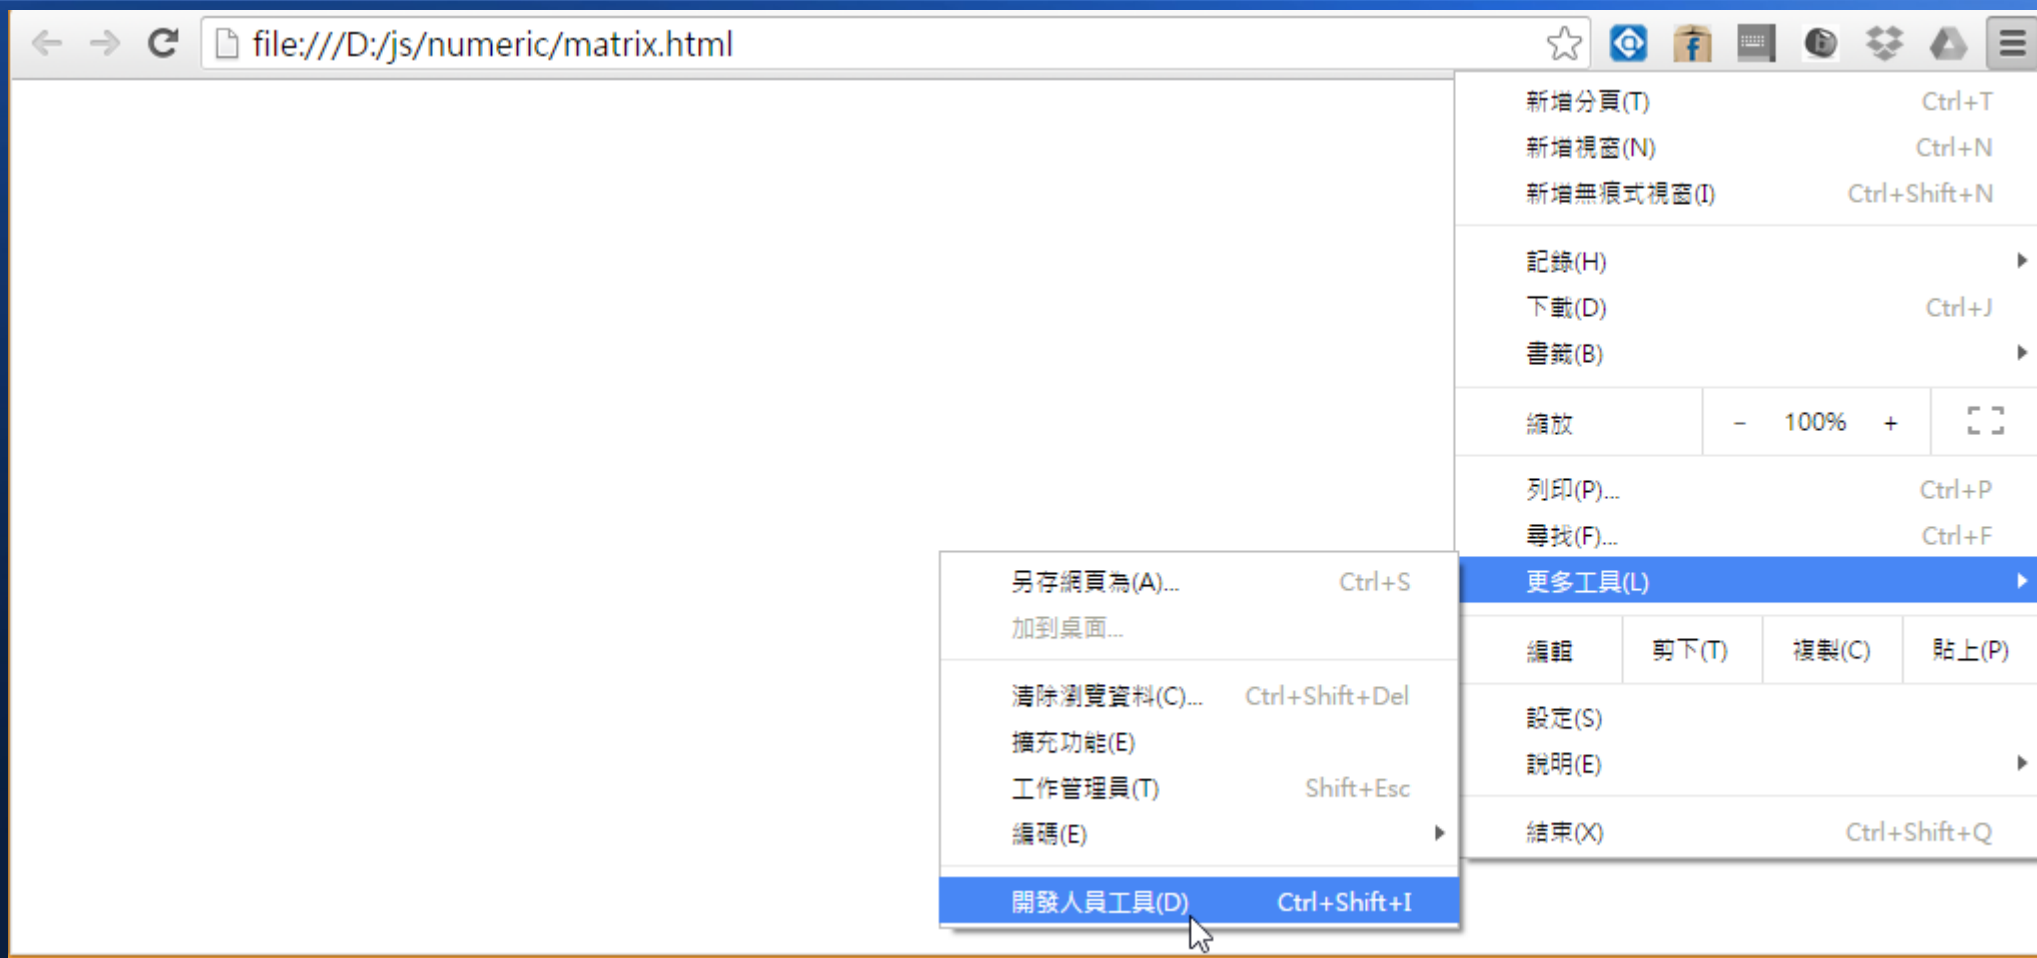 file:///D:/js/numeric/matrix.html
新增分頁(T) Ctrl+T
新增視窗(N) Ctrl+N
新增無痕式視窗(I) Ctrl+Shift+N
記錄(H)
下載(D) Ctrl+J
書籤(B)
縮放 - 100% +
列印(P)... Ctrl+P
尋找(F)... Ctrl+F
更多工具(L)
編輯 剪下(T) 複製(C) 貼上(P)
設定(S)
說明(E)
結束(X) Ctrl+Shift+Q
另存網頁為(A)... Ctrl+S
加到桌面...
清除瀏覽資料(C)... Ctrl+Shift+Del
擴充功能(E)
工作管理員(T) Shift+Esc
編碼(E)
開發人員工具(D) Ctrl+Shift+I